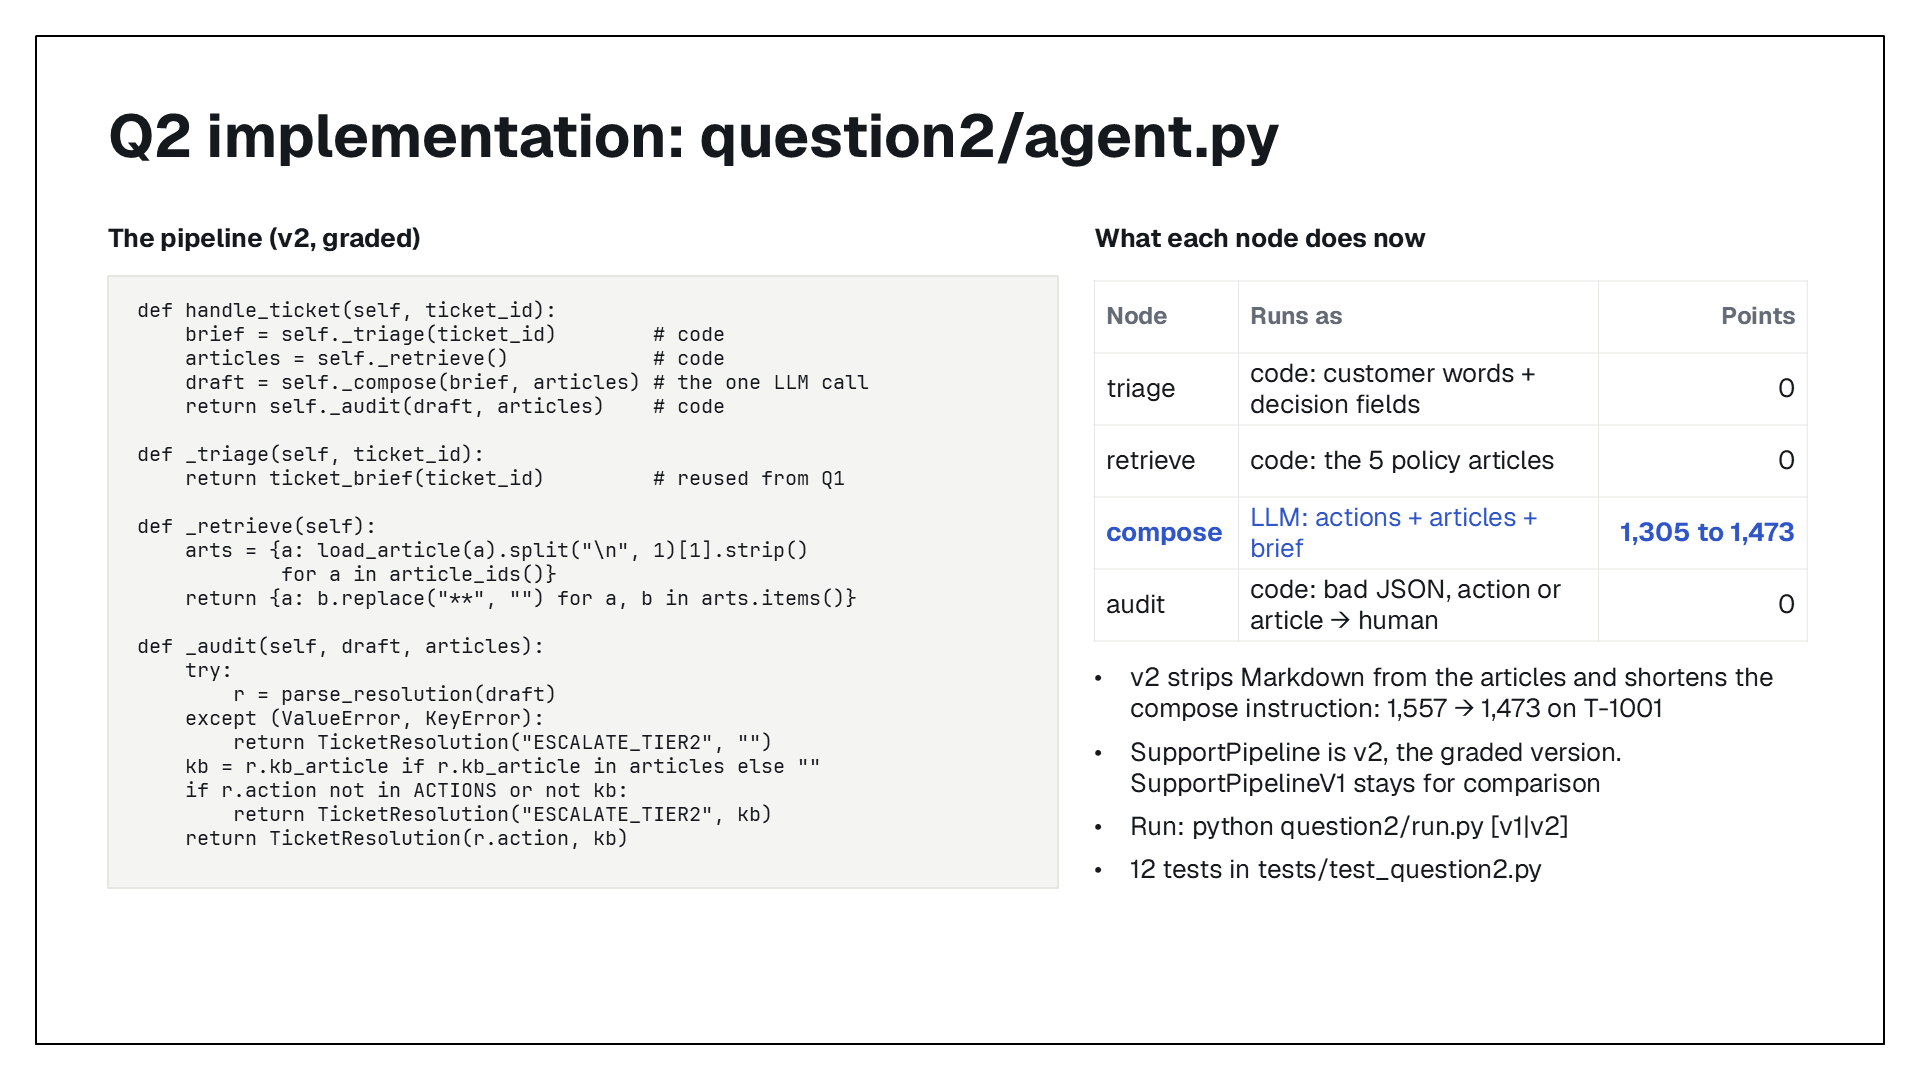 Q2 implementation: question2/agent.py
The pipeline (v2, graded)
def handle_ticket(self, ticket_id):
    brief = self._triage(ticket_id)        # code
    articles = self._retrieve()            # code
    draft = self._compose(brief, articles) # the one LLM call
    return self._audit(draft, articles)    # code
def _triage(self, ticket_id):
    return ticket_brief(ticket_id)         # reused from Q1
def _retrieve(self):
    arts = {a: load_article(a).split("\n", 1)[1].strip()
            for a in article_ids()}
    return {a: b.replace("**", "") for a, b in arts.items()}
def _audit(self, draft, articles):
    try:
        r = parse_resolution(draft)
    except (ValueError, KeyError):
        return TicketResolution("ESCALATE_TIER2", "")
    kb = r.kb_article if r.kb_article in articles else ""
    if r.action not in ACTIONS or not kb:
        return TicketResolution("ESCALATE_TIER2", kb)
    return TicketResolution(r.action, kb)
What each node does now
Node Runs as Points
triage code: customer words + 0
decision fields
retrieve code: the 5 policy articles 0
compose LLM: actions + articles + 1,305 to 1,473
brief
audit code: bad JSON, action or 0
article → human
• v2 strips Markdown from the articles and shortens the
compose instruction: 1,557 → 1,473 on T-1001
• SupportPipeline is v2, the graded version.
SupportPipelineV1 stays for comparison
• Run: python question2/run.py [v1|v2]
• 12 tests in tests/test_question2.py